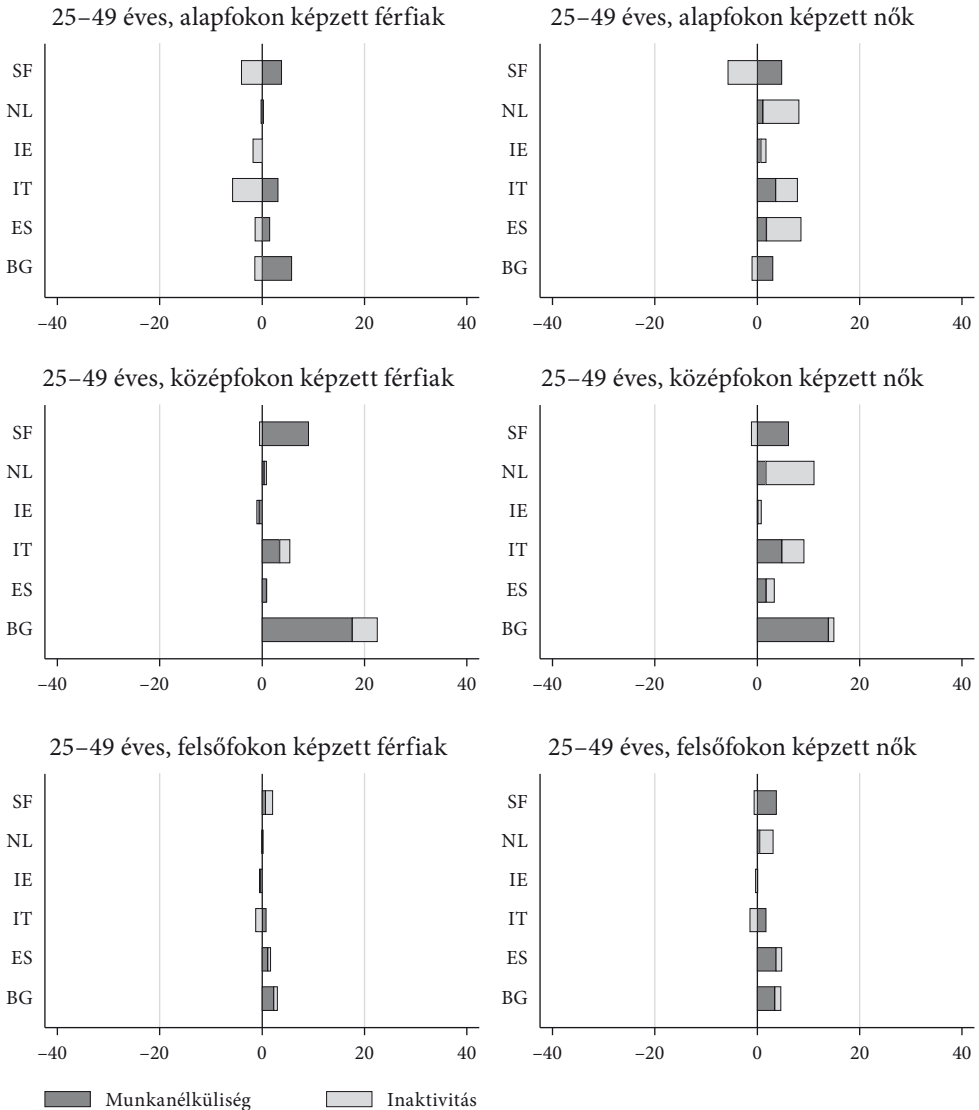 25–49 éves, alapfokon képzett férfiak
SF
NL
IE
IT
ES
BG
–40 –20 0 20 40
25–49 éves, alapfokon képzett nők
SF
NL
IE
IT
ES
BG
–40 –20 0 20 40
25–49 éves, középfokon képzett férfiak
SF
NL
IE
IT
ES
BG
–40 –20 0 20 40
25–49 éves, középfokon képzett nők
SF
NL
IE
IT
ES
BG
–40 –20 0 20 40
25–49 éves, felsőfokon képzett férfiak
SF
NL
IE
IT
ES
BG
–40 –20 0 20 40
25–49 éves, felsőfokon képzett nők
SF
NL
IE
IT
ES
BG
–40 –20 0 20 40
Munkanélküliség Inaktivitás